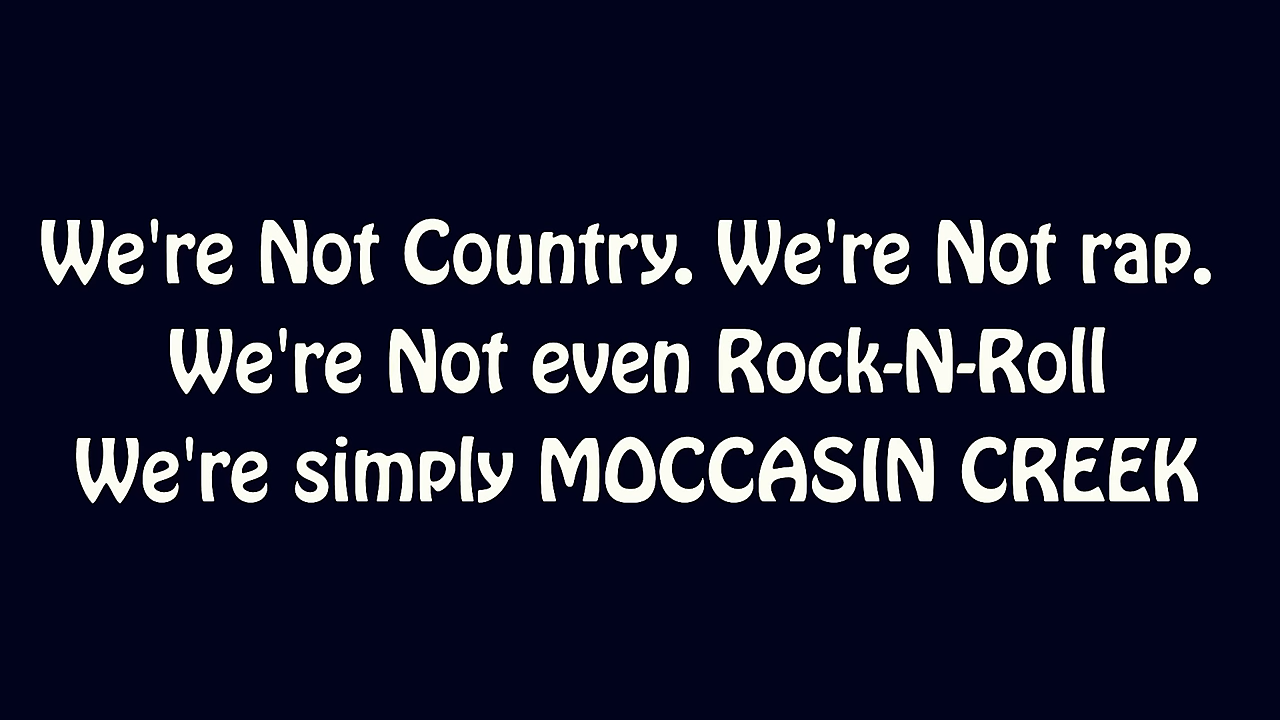 We're Not Country. We're Not rap.
We're Not even Rock-N-Roll
We're simply MOCCASIN CREEK